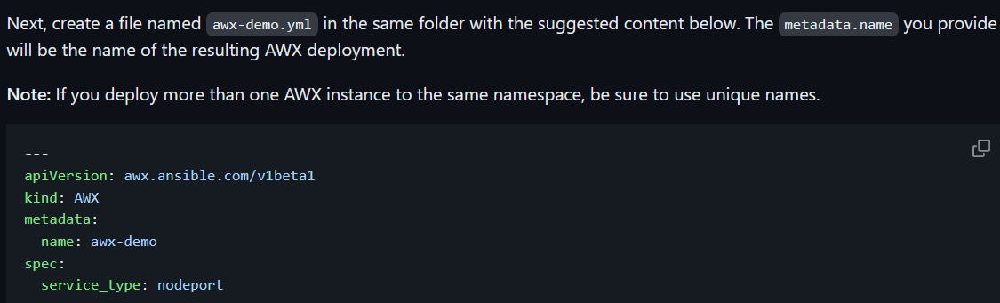 Next, create a file named awx-demo.yml in the same folder with the suggested content below. The metadata.name you provide
will be the name of the resulting AWX deployment.
Note: If you deploy more than one AWX instance to the same namespace, be sure to use unique names.
---
apiVersion: awx.ansible.com/v1beta1
kind: AWX
metadata:
  name: awx-demo
spec:
  service_type: nodeport